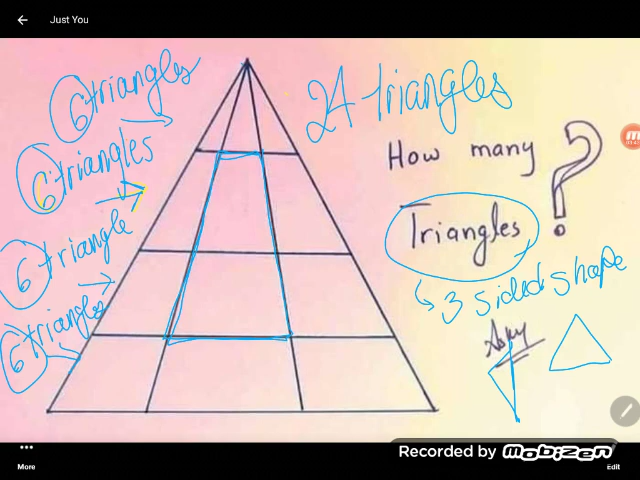 Just You
6 triangles
24 triangles
6 triangles
How many
Triangles ?
6 triangle
3 sided shape
6 triangles
Recorded by MOBIZEN
More
Edit